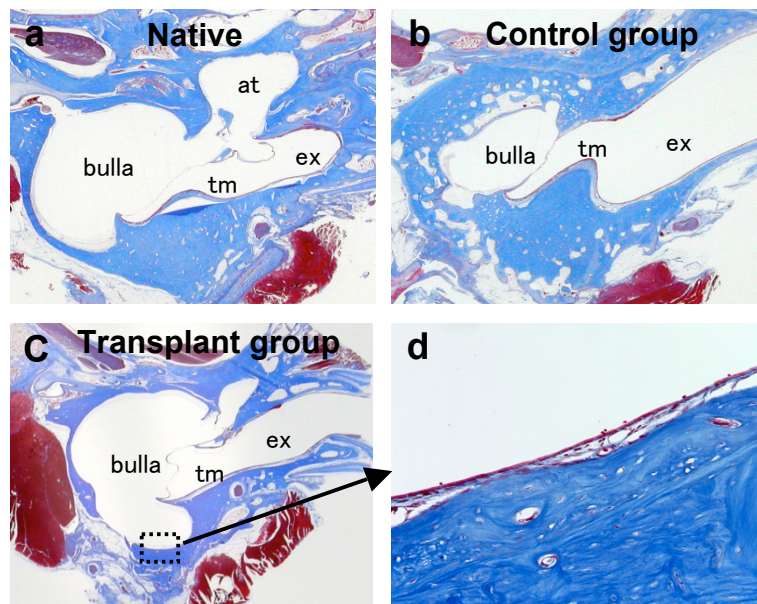 a Native
at
bulla
ex
tm
b Control group
bulla
tm
ex
C Transplant group
ex
bulla
tm
d